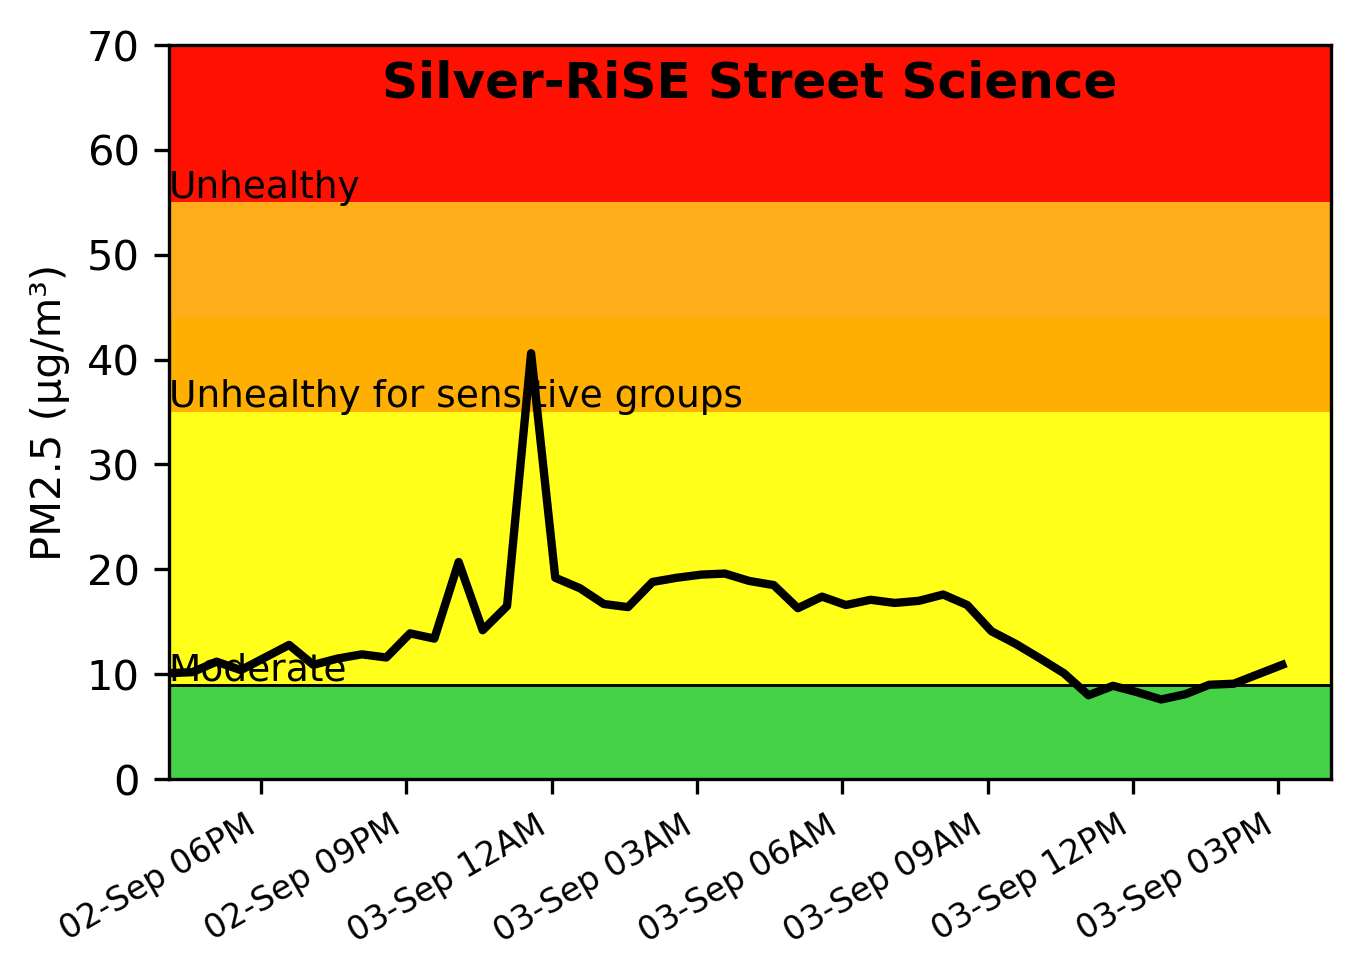 Silver-RiSE Street Science
70
60
50
40
30
20
10
0
PM2.5 (µg/m³)
Unhealthy
Unhealthy for sensitive groups
Moderate
02-Sep 06PM
02-Sep 09PM
03-Sep 12AM
03-Sep 03AM
03-Sep 06AM
03-Sep 09AM
03-Sep 12PM
03-Sep 03PM